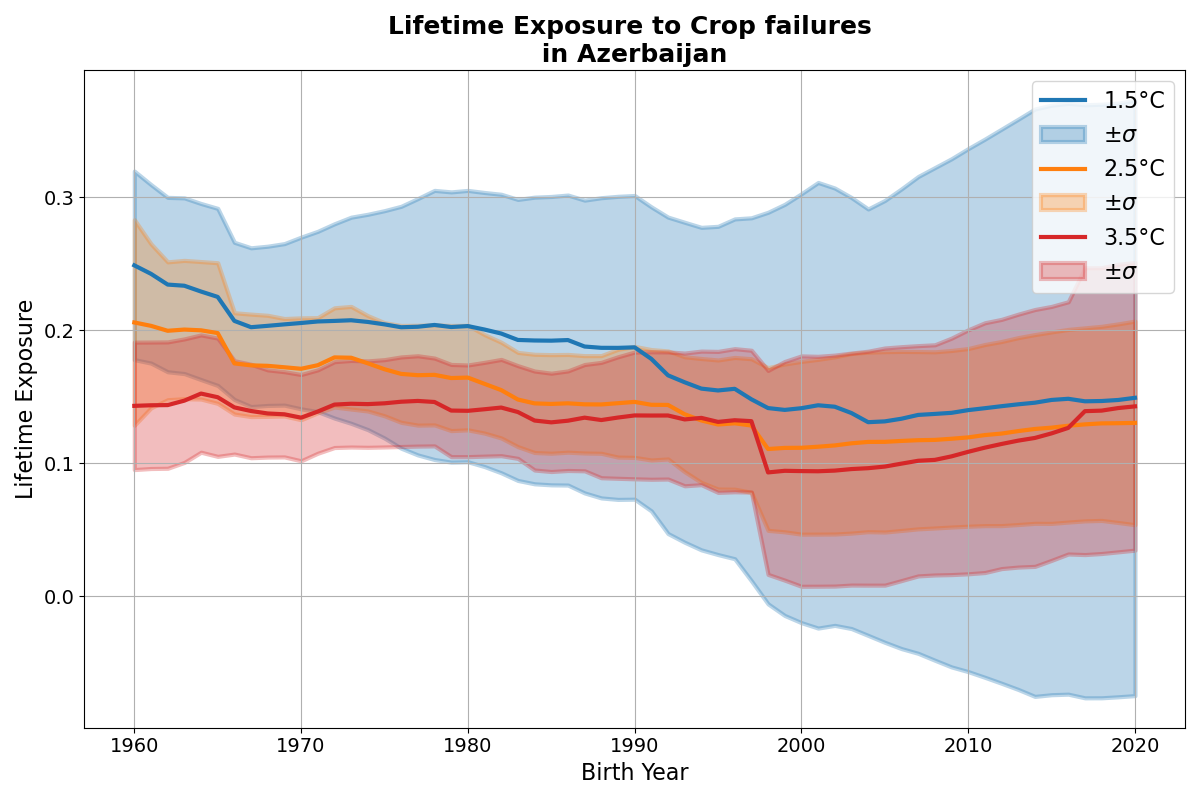 Lifetime Exposure to Crop failures
in Azerbaijan
Lifetime Exposure
0.3
0.2
0.1
0.0
1.5°C
±σ
2.5°C
±σ
3.5°C
±σ
1960 1970 1980 1990 2000 2010 2020
Birth Year